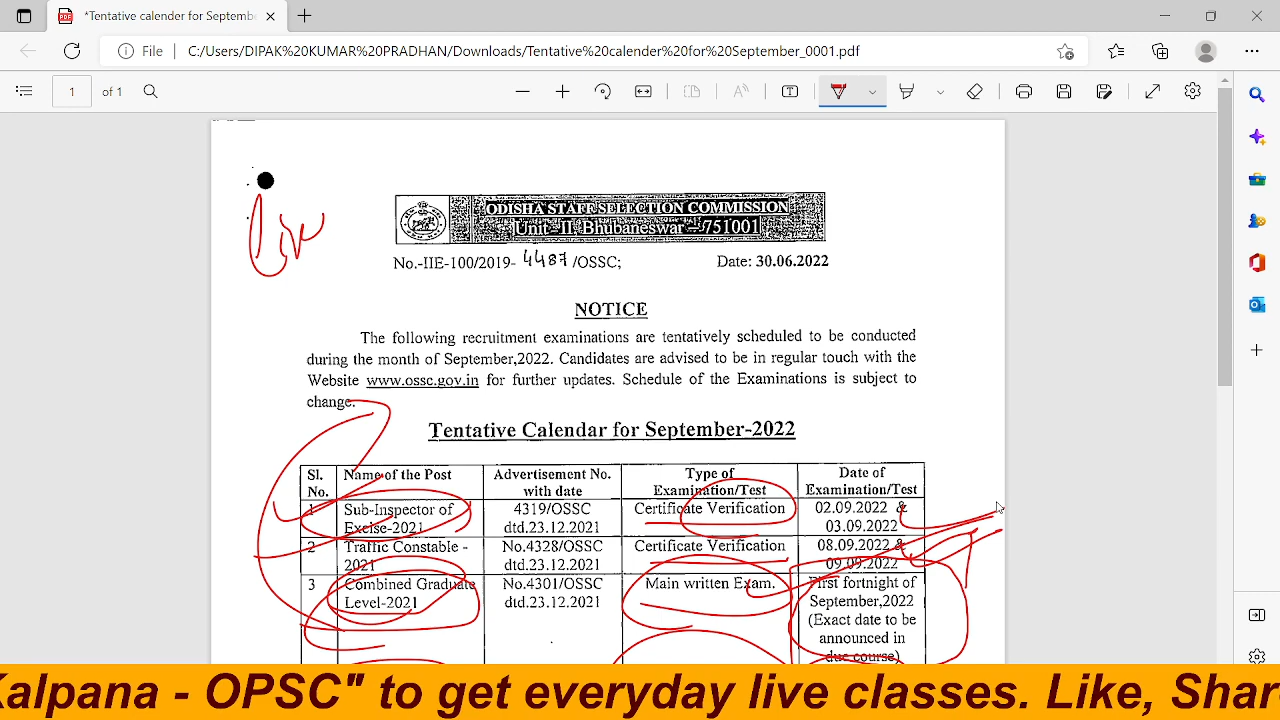 *Tentative calender for Septemb
File
C:/Users/DIPAK%20KUMAR%20PRADHAN/Downloads/Tentative%20calender%20for%20September_0001.pdf
1 of 1
Live
ODISHA STAFF SELECTION COMMISSION
Unit-II Bhubaneswar - 751001
No.-IIE-100/2019- 4487 /OSSC; Date: 30.06.2022
NOTICE
The following recruitment examinations are tentatively scheduled to be conducted
during the month of September,2022. Candidates are advised to be in regular touch with the
Website www.ossc.gov.in for further updates. Schedule of the Examinations is subject to
change.
Tentative Calendar for September-2022
Sl. No. Name of the Post Advertisement No. with date Type of Examination/Test Date of Examination/Test
1 Sub-Inspector of Excise-2021 4319/OSSC dtd.23.12.2021 Certificate Verification 02.09.2022 & 03.09.2022
2 Traffic Constable - 2021 No.4328/OSSC dtd.23.12.2021 Certificate Verification 08.09.2022 & 09.09.2022
3 Combined Graduate Level-2021 No.4301/OSSC dtd.23.12.2021 Main written Exam. First fortnight of September,2022 (Exact date to be announced in due course)
Kalpana - OPSC" to get everyday live classes. Like, Shar